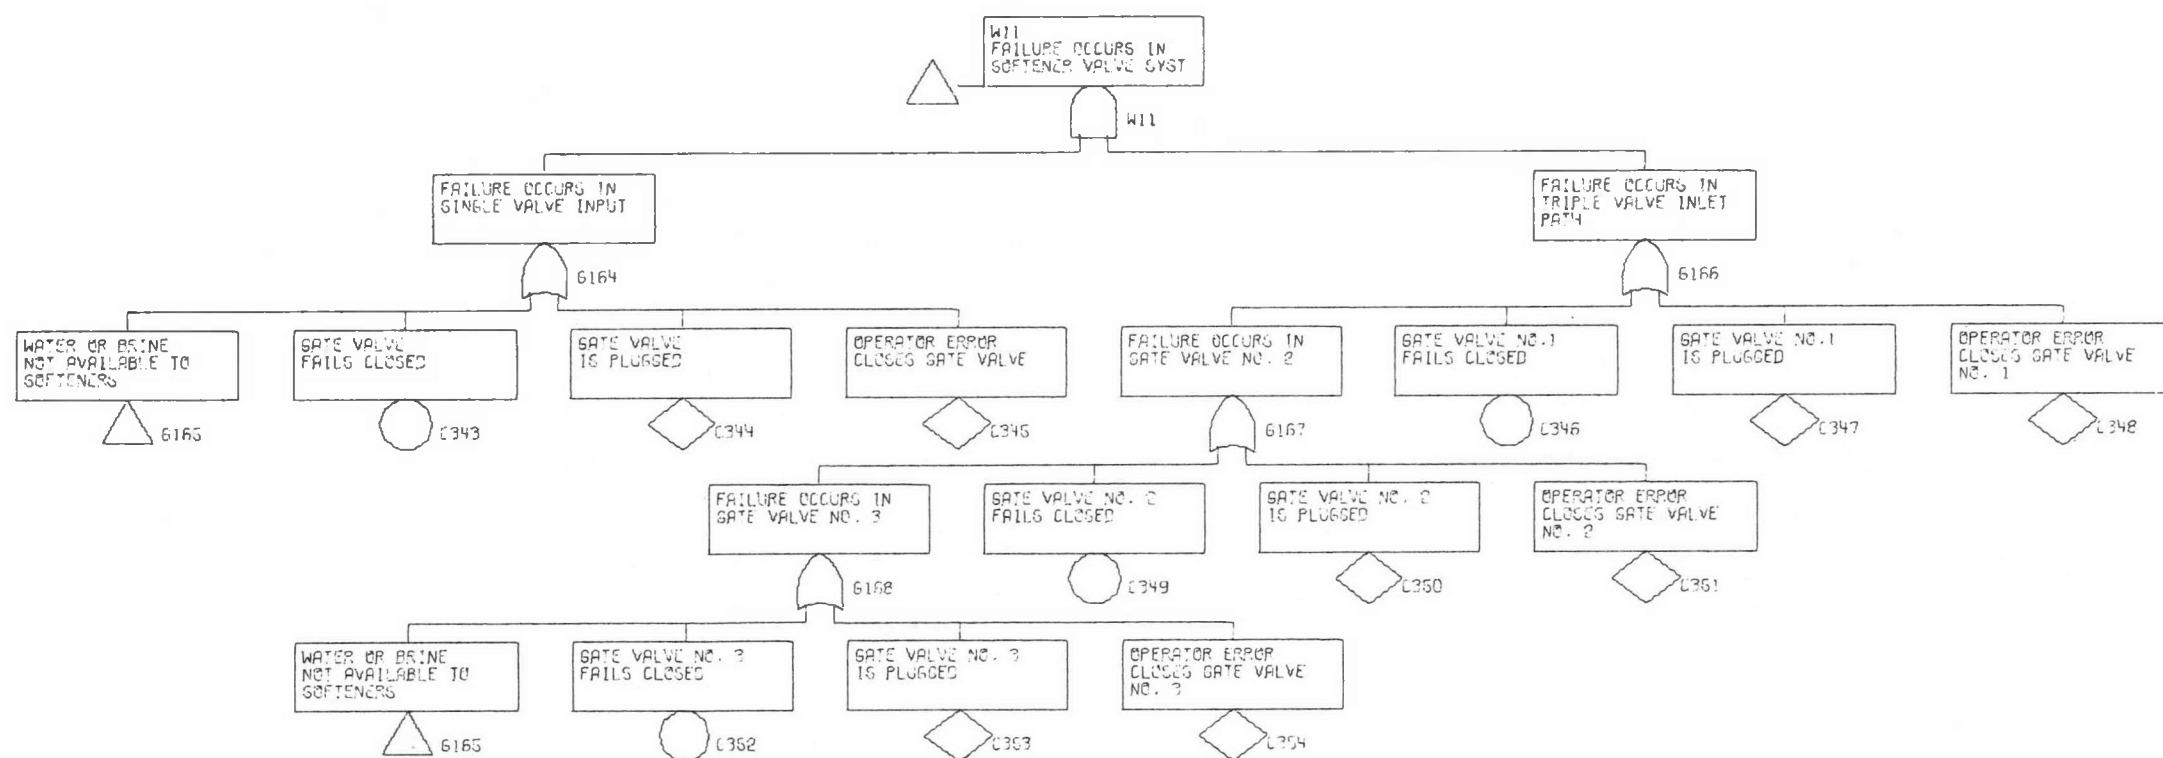 W11
FAILURE OCCURS IN
SOFTENER VALVE SYST
W11
FAILURE OCCURS IN
SINGLE VALVE INPUT
FAILURE OCCURS IN
TRIPLE VALVE INLET
PATH
G164
G166
WATER OR BRINE
NOT AVAILABLE TO
SOFTENERS
GATE VALVE
FAILS CLOSED
GATE VALVE
IS PLUGGED
OPERATOR ERROR
CLOSES GATE VALVE
FAILURE OCCURS IN
GATE VALVE NO. 2
GATE VALVE NO.1
FAILS CLOSED
GATE VALVE NO.1
IS PLUGGED
OPERATOR ERROR
CLOSES GATE VALVE
NO. 1
G165
C343
C344
C345
G167
C346
C347
C348
FAILURE OCCURS IN
GATE VALVE NO. 3
GATE VALVE NO. 2
FAILS CLOSED
GATE VALVE NO. 2
IS PLUGGED
OPERATOR ERROR
CLOSES GATE VALVE
NO. 2
G168
C349
C350
C351
WATER OR BRINE
NOT AVAILABLE TO
SOFTENERS
GATE VALVE NO. 3
FAILS CLOSED
GATE VALVE NO. 3
IS PLUGGED
OPERATOR ERROR
CLOSES GATE VALVE
NO. 3
G165
C352
C353
C354